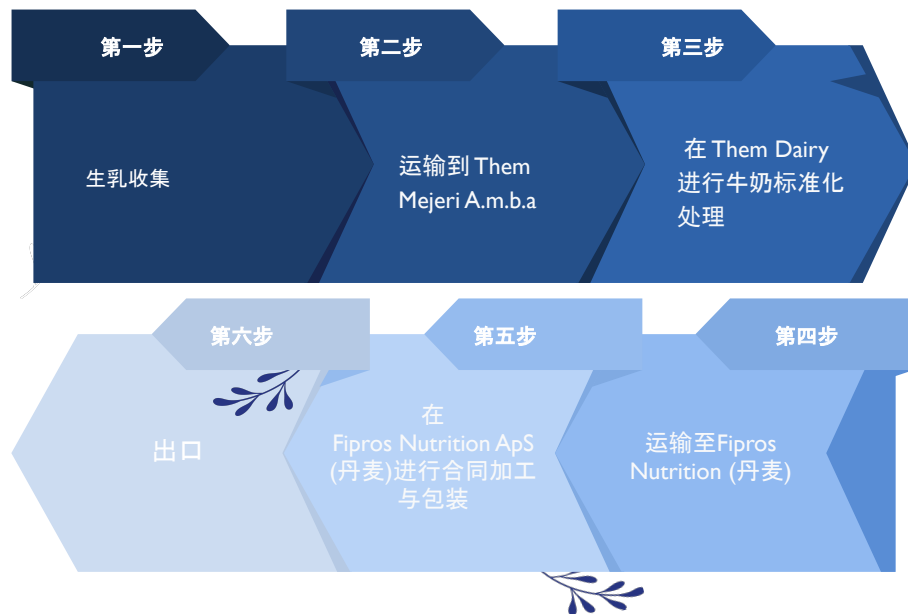 第一步
生乳收集
第二步
运输到 Them
Mejeri A.m.b.a
第三步
在 Them Dairy
进行牛奶标准化
处理
第四步
运输至Fipros
Nutrition (丹麦)
第五步
在
Fipros Nutrition ApS
(丹麦)进行合同加工
与包装
第六步
出口